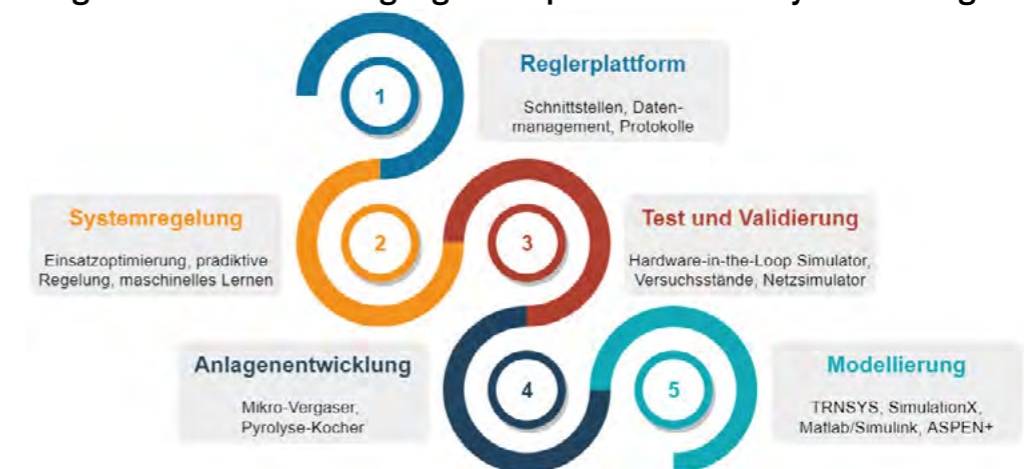 1
Reglerplattform
Schnittstellen, Daten-
management, Protokolle
Systemregelung
Einsatzoptimierung, prädiktive
Regelung, maschinelles Lernen
2
3
Test und Validierung
Hardware-in-the-Loop Simulator,
Versuchsstände, Netzsimulator
Anlagenentwicklung
Mikro-Vergaser,
Pyrolyse-Kocher
4
5
Modellierung
TRNSYS, SimulationX,
Matlab/Simulink, ASPEN+